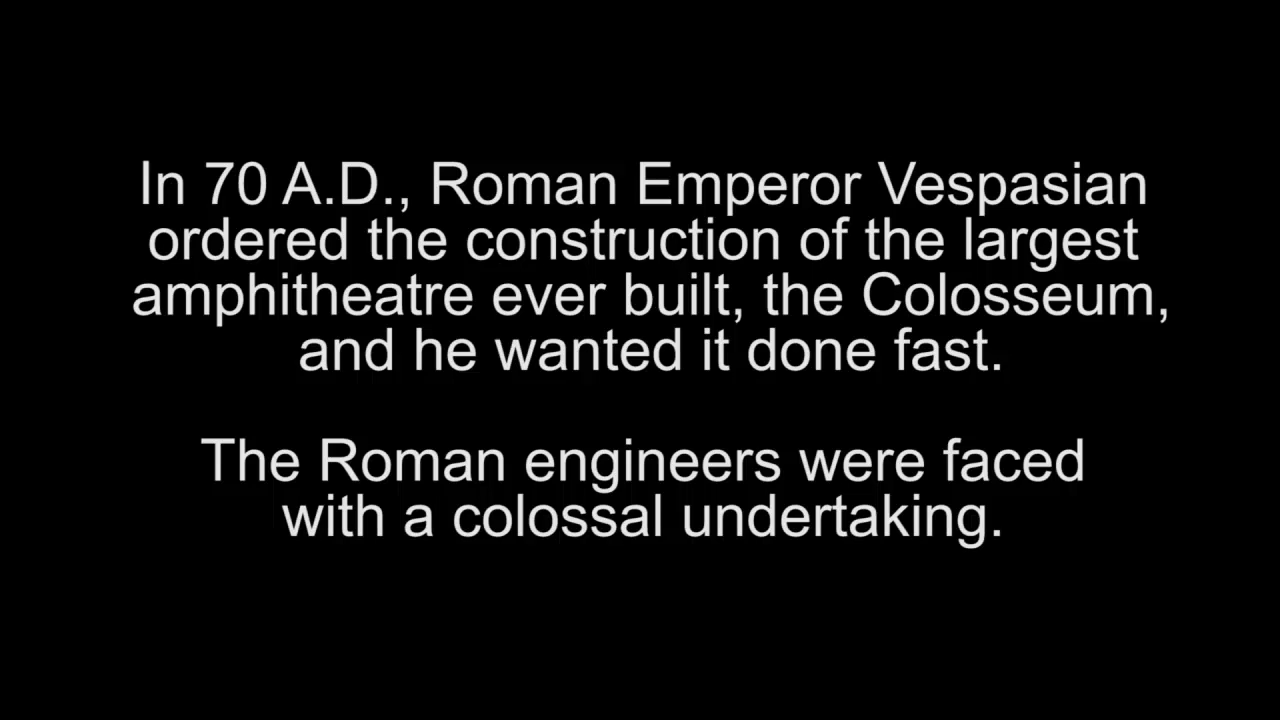 In 70 A.D., Roman Emperor Vespasian
ordered the construction of the largest
amphitheatre ever built, the Colosseum,
and he wanted it done fast.
The Roman engineers were faced
with a colossal undertaking.